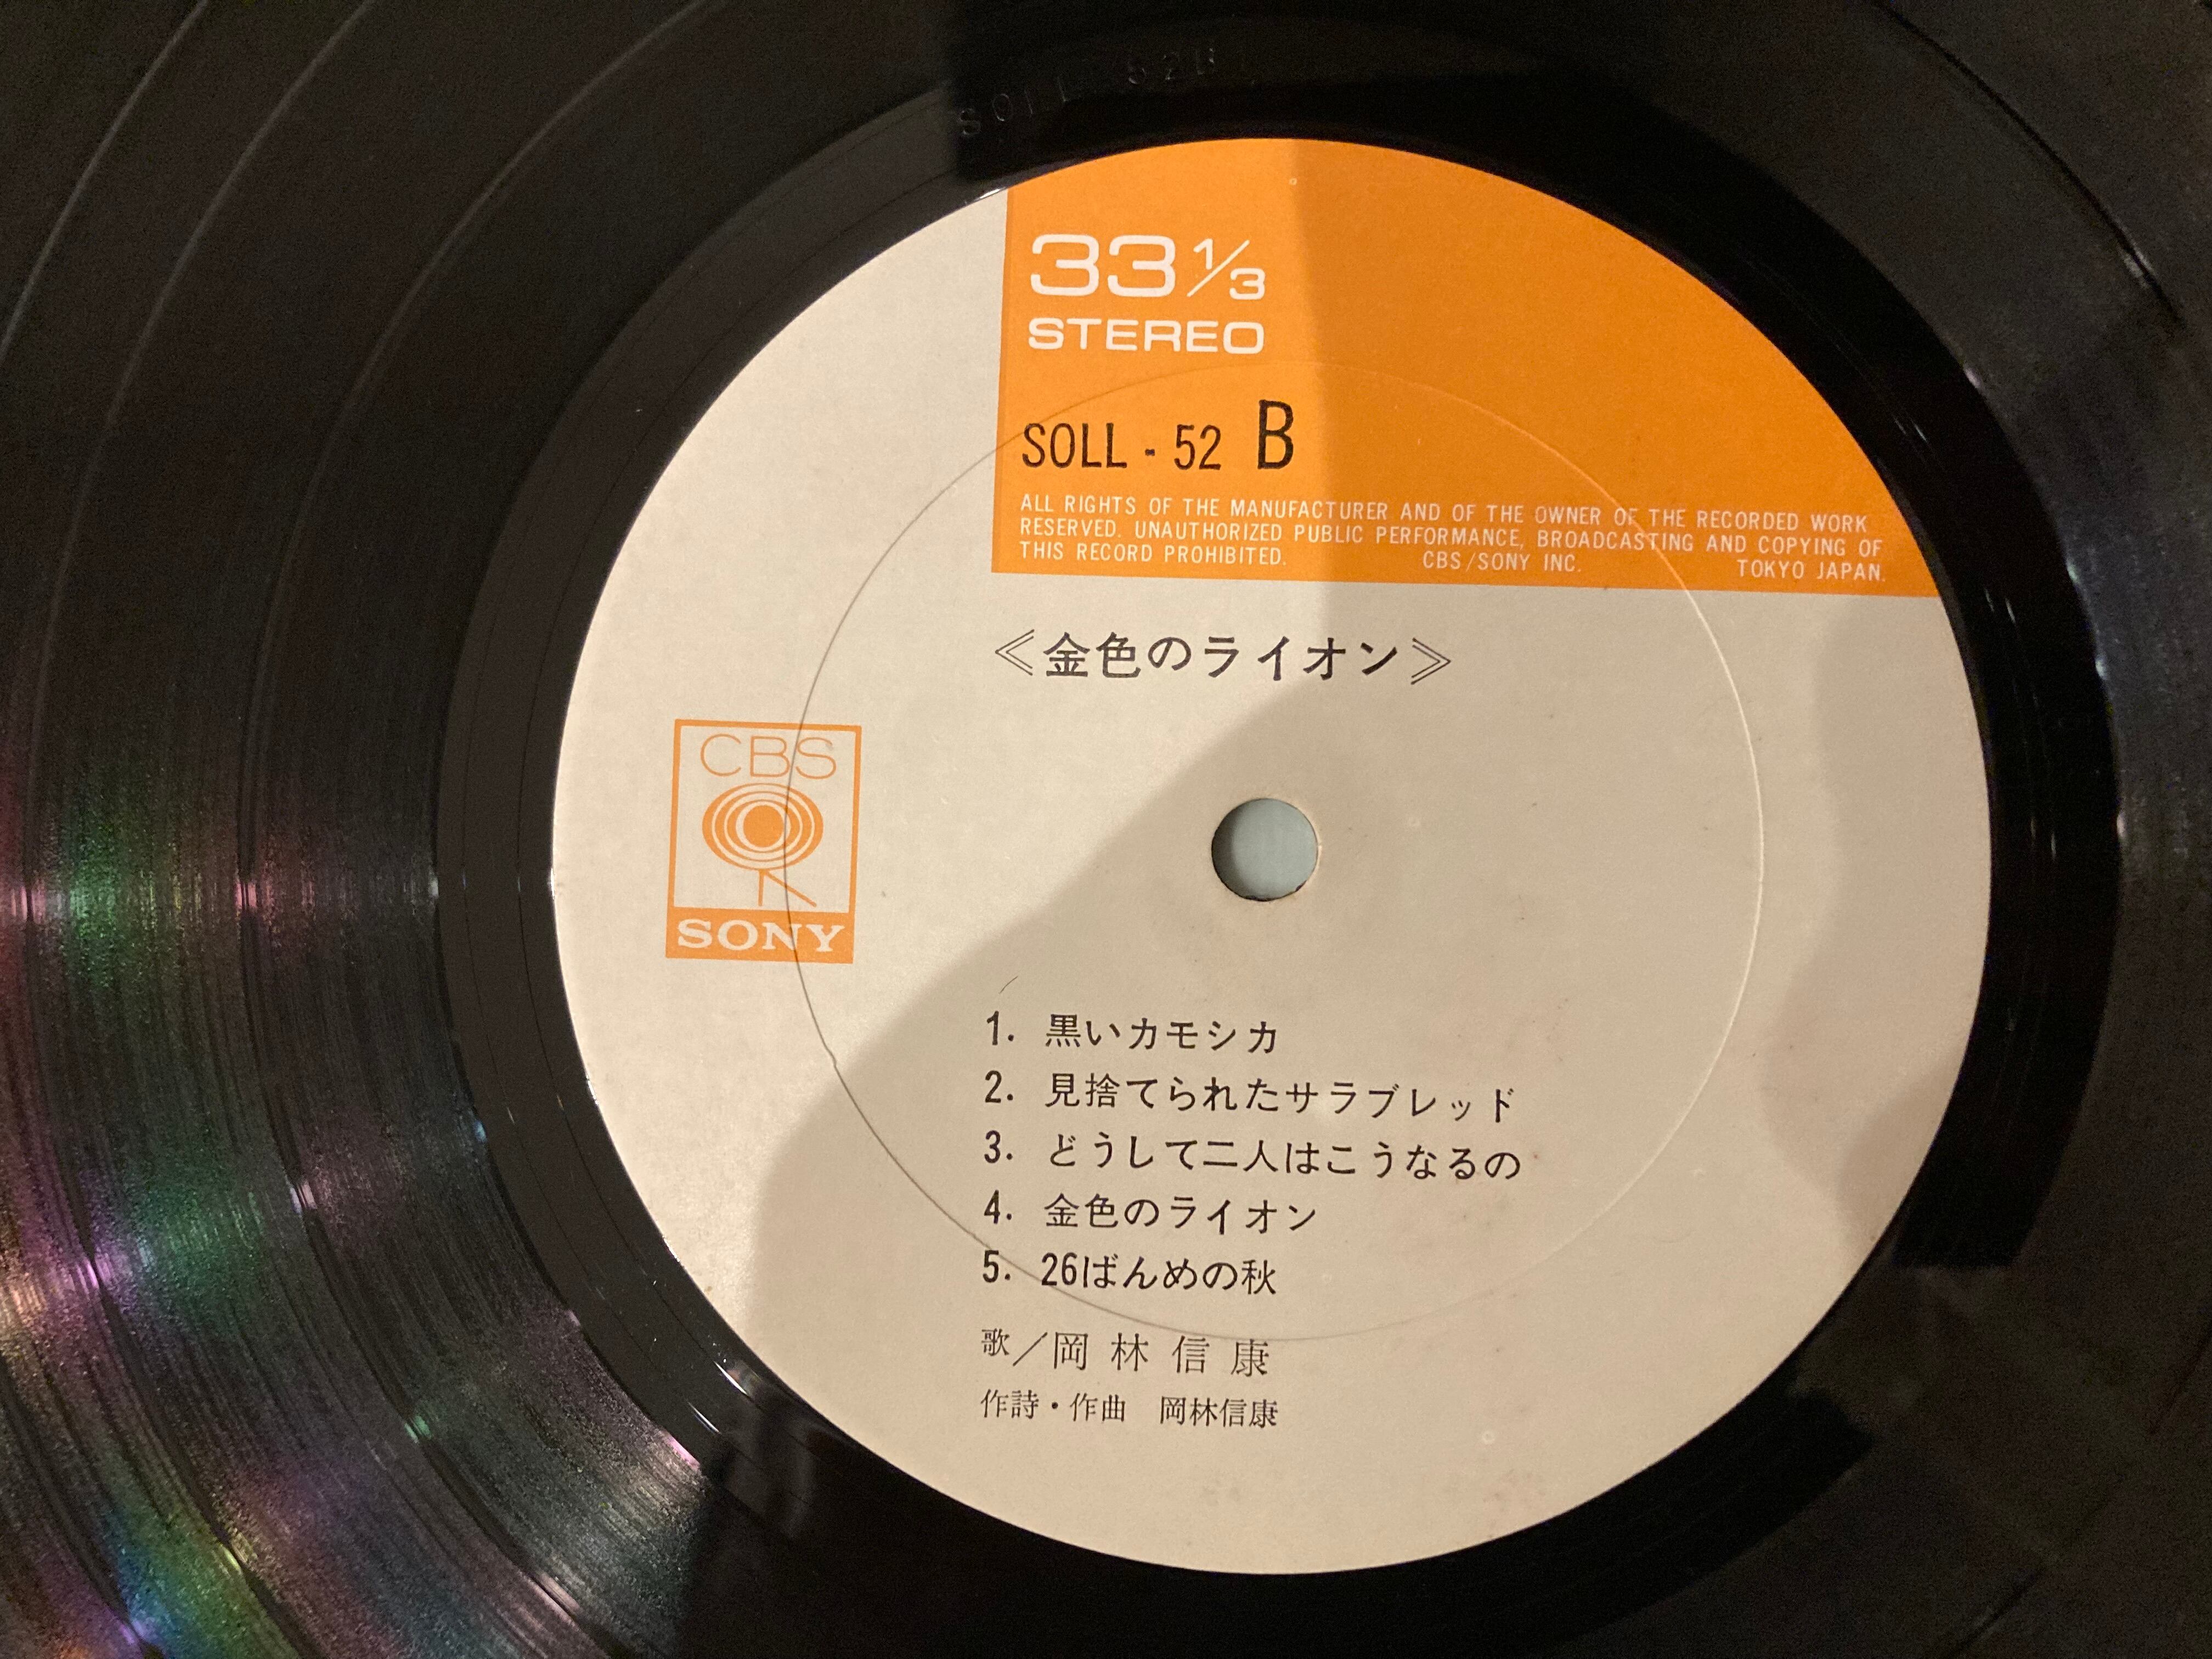 SOLL 52B
33 1/3
STEREO
SOLL - 52 B
ALL RIGHTS OF THE MANUFACTURER AND OF THE OWNER OF THE RECORDED WORK
RESERVED. UNAUTHORIZED PUBLIC PERFORMANCE, BROADCASTING AND COPYING OF
THIS RECORD PROHIBITED. CBS/SONY INC. TOKYO JAPAN.
≪金色のライオン≫
CBS
SONY
1. 黒いカモシカ
2. 見捨てられたサラブレッド
3. どうして二人はこうなるの
4. 金色のライオン
5. 26ばんめの秋
歌／岡林信康
作詩・作曲 岡林信康